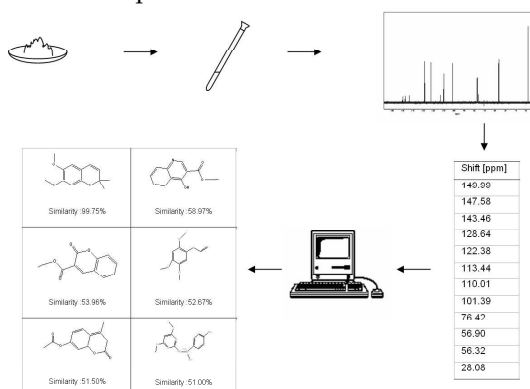 Shift [ppm]
149.99
147.58
143.46
128.64
122.38
113.44
110.01
101.39
76.42
56.90
56.32
28.08
Similarity :99.75%
Similarity :58.97%
Similarity :53.96%
Similarity :52.67%
Similarity :51.50%
Similarity :51.00%